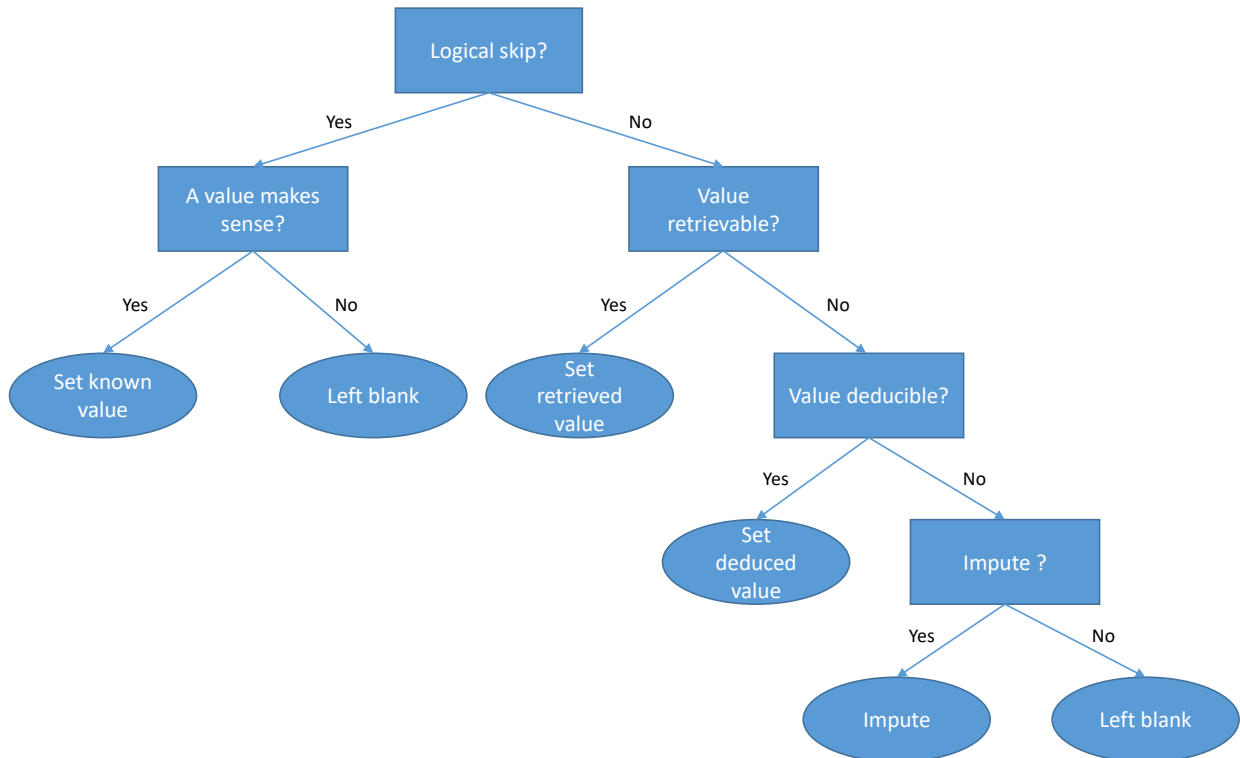 Logical skip?
Yes
No
A value makes
sense?
Value
retrievable?
Yes
No
Yes
No
Set known
value
Left blank
Set
retrieved
value
Value deducible?
Yes
No
Set
deduced
value
Impute ?
Yes
No
Impute
Left blank